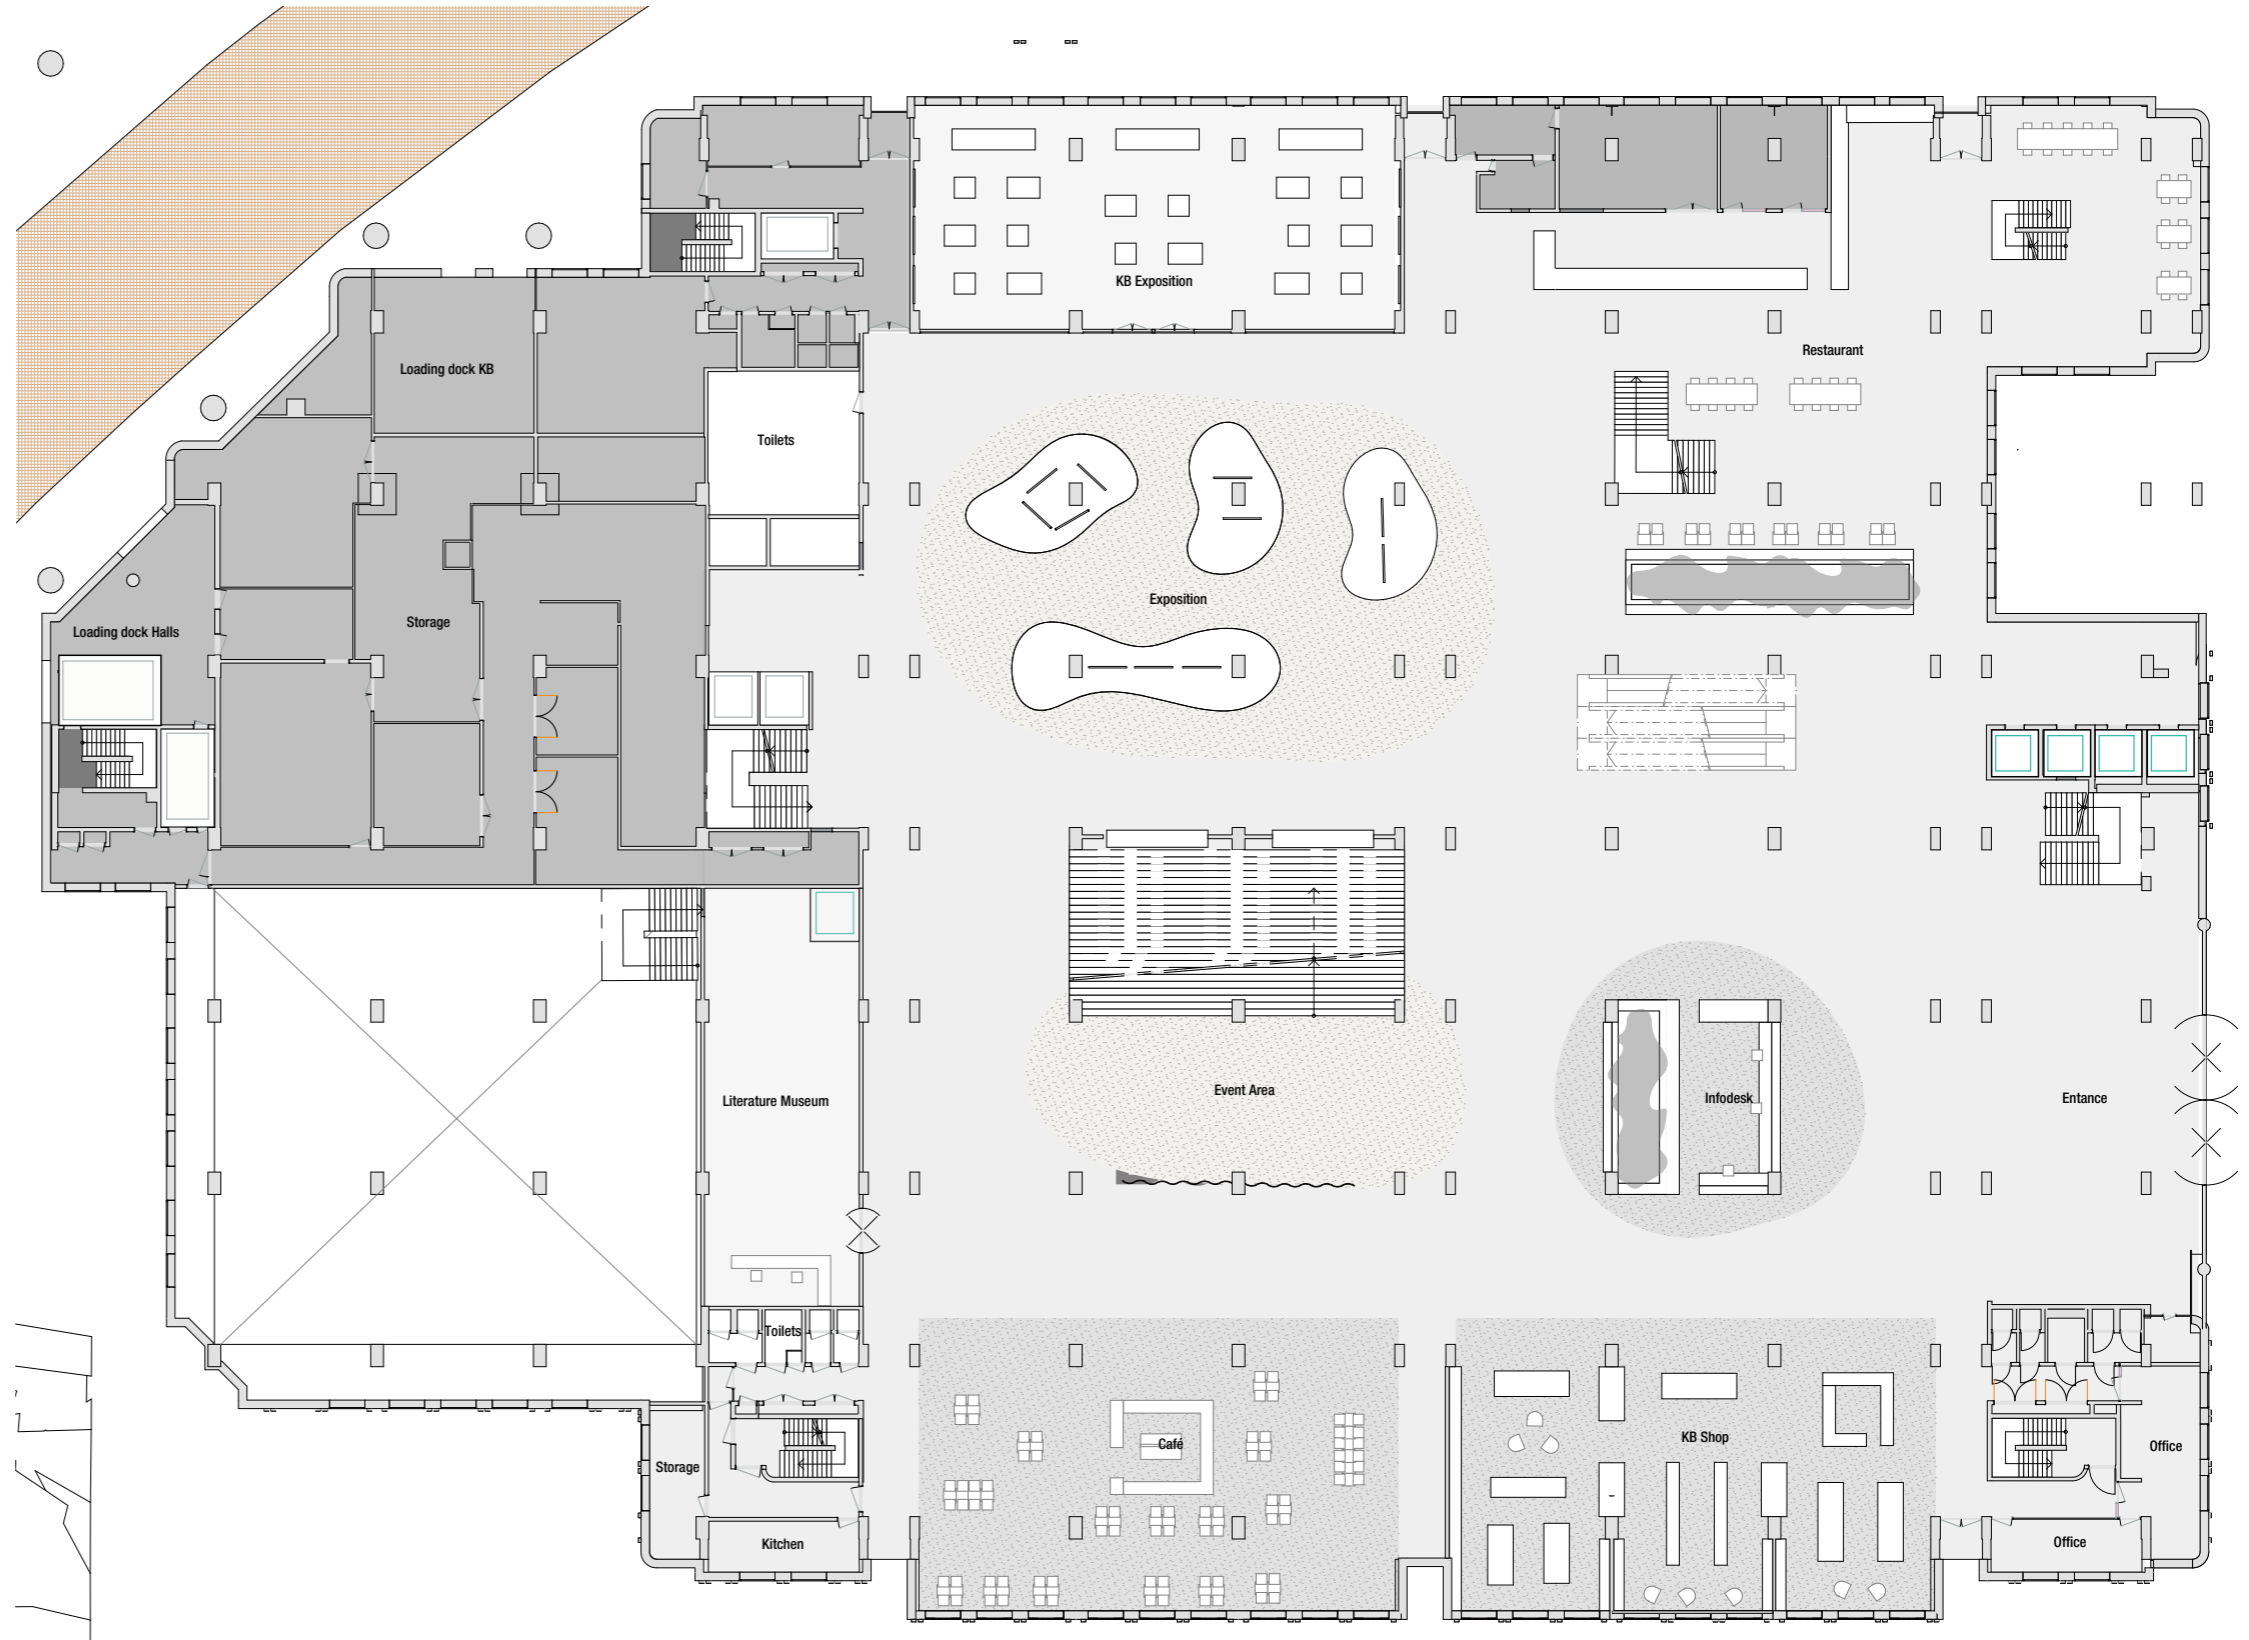 KB Exposition
Restaurant
Loading dock KB
Toilets
Exposition
Storage
Loading dock Halls
Event Area
Infodesk
Entance
Literature Museum
Toilets
KB Shop
Café
Office
Storage
Office
Kitchen